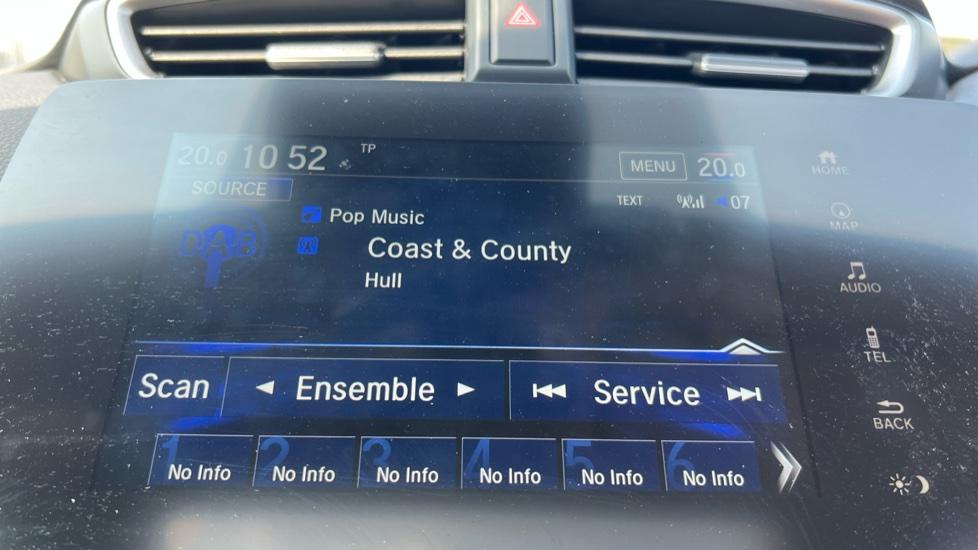 20.0 10 52 TP MENU 20.0
SOURCE TEXT 07
Pop Music
DAB
Coast & County
Hull
Scan Ensemble Service
1 No Info 2 No Info 3 No Info 4 No Info 5 No Info 6 No Info
HOME
MAP
AUDIO
TEL
BACK